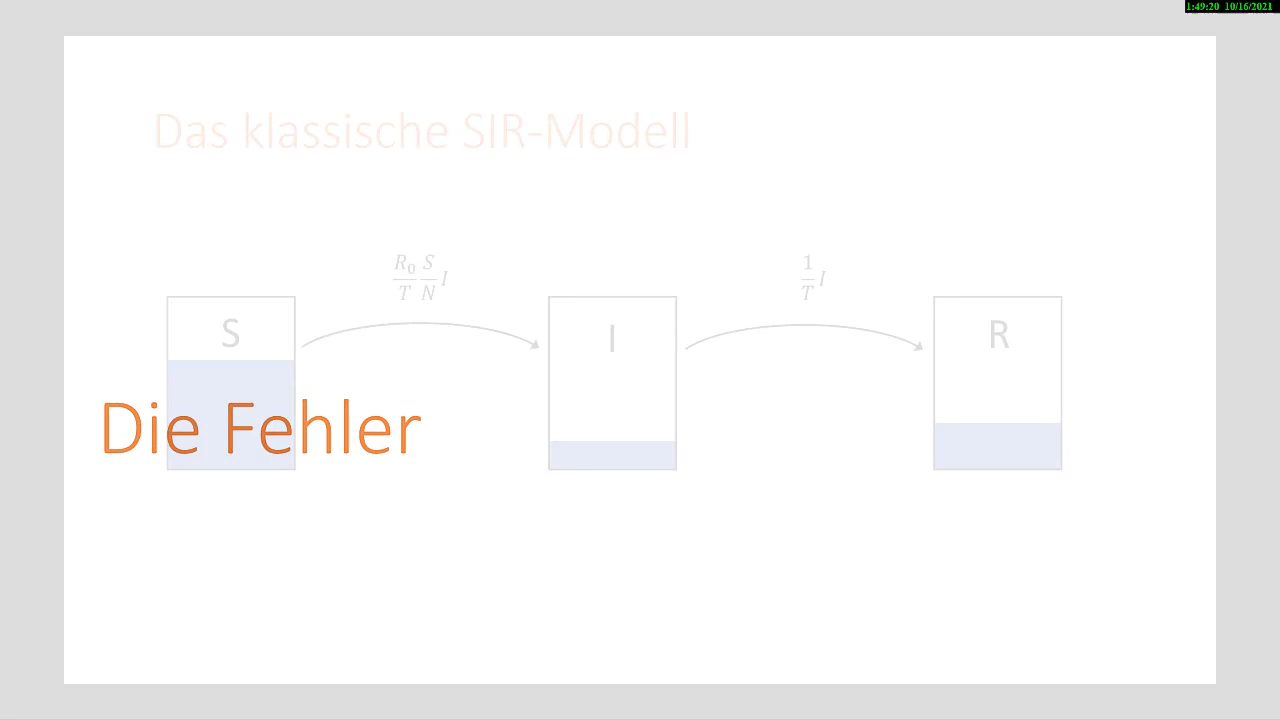 1:49:20 10/16/2021
Das klassische SIR-Modell
R₀/T S/N I
1/T I
S
I
R
Die Fehler